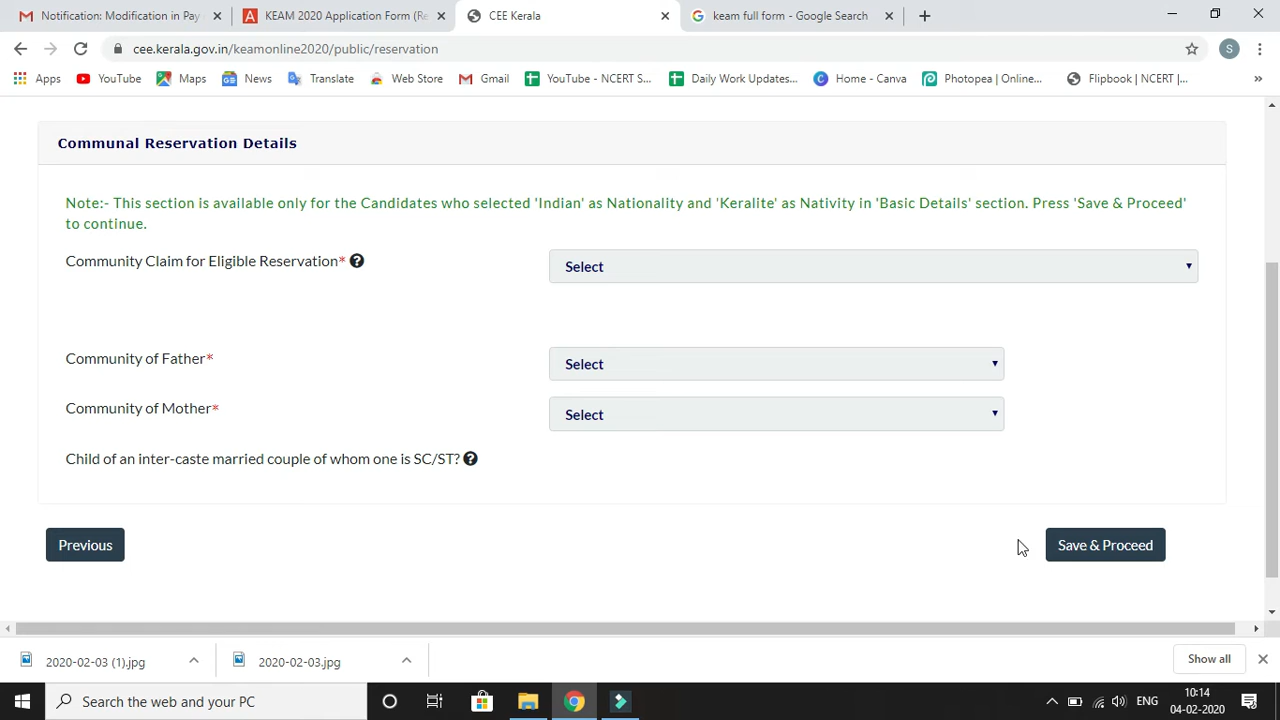 Notification: Modification in Pay
KEAM 2020 Application Form (Re
CEE Kerala
keam full form - Google Search
cee.kerala.gov.in/keamonline2020/public/reservation
S
Apps
YouTube
Maps
News
Translate
Web Store
Gmail
YouTube - NCERT S...
Daily Work Updates...
Home - Canva
Photopea | Online...
Flipbook | NCERT |...
Communal Reservation Details
Note:- This section is available only for the Candidates who selected 'Indian' as Nationality and 'Keralite' as Nativity in 'Basic Details' section. Press 'Save & Proceed'
to continue.
Community Claim for Eligible Reservation*
Select
Community of Father*
Select
Community of Mother*
Select
Child of an inter-caste married couple of whom one is SC/ST?
Previous
Save & Proceed
2020-02-03 (1).jpg
2020-02-03.jpg
Show all
Search the web and your PC
ENG
10:14
04-02-2020